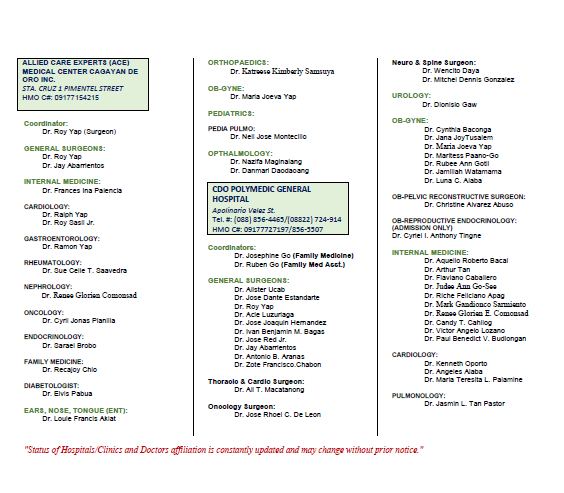 ALLIED CARE EXPERTS (ACE)
MEDICAL CENTER CAGAYAN DE
ORO INC.
STA. CRUZ 1 PIMENTEL STREET
HMO C#: 09177154215
Coordinator:
Dr. Roy Yap (Surgeon)
GENERAL SURGEONS:
Dr. Roy Yap
Dr. Jay Abarrientos
INTERNAL MEDICINE:
Dr. Frances Ina Palencia
CARDIOLOGY:
Dr. Ralph Yap
Dr. Roy Sasil Jr.
GASTROENTOROLOGY:
Dr. Ramon Yap
RHEUMATOLOGY:
Dr. Sue Celle T. Saavedra
NEPHROLOGY:
Dr. Renee Glorien Comonsad
ONCOLOGY:
Dr. Cyril Jonas Planilla
ENDOCRINOLOGY:
Dr. Sarael Brobo
FAMILY MEDICINE:
Dr. Recajoy Chio
DIABETOLOGIST:
Dr. Elvis Pabua
EARS, NOSE, TONGUE (ENT):
Dr. Louie Francis Aklat
ORTHOPAEDICS:
Dr. Katreese Kimberly Samsuya
OB-GYNE:
Dr. Maria Joeva Yap
PEDIATRICS:
PEDIA PULMO:
Dr. Neil Jose Montecillo
OPTHALMOLOGY:
Dr. Nazifa Maginalang
Dr. Danmari Daodaoang
CDO POLYMEDIC GENERAL
HOSPITAL
Apolinario Velez St.
Tel. #: (088) 856-4465/(08822) 724-914
HMO C#: 09177727197/856-5507
Coordinators:
Dr. Josephine Go (Family Medicine)
Dr. Ruben Go (Family Med Asst.)
GENERAL SURGEONS:
Dr. Alister Ucab
Dr. Jose Dante Estandarte
Dr. Roy Yap
Dr. Acie Luzuriaga
Dr. Jose Joaquin Hernandez
Dr. Ivan Benjamin M. Bagas
Dr. Jose Red Jr.
Dr. Jay Abarrientos
Dr. Antonio B. Aranas
Dr. Zote Francisco.Chabon
Thoracic & Cardio Surgeon:
Dr. Ali T. Macatanong
Oncology Surgeon:
Dr. Jose Rhoel C. De Leon
Neuro & Spine Surgeon:
Dr. Wencito Daya
Dr. Mitchel Dennis Gonzalez
UROLOGY:
Dr. Dionisio Gaw
OB-GYNE:
Dr. Cynthia Baconga
Dr. Jana JoyTusalem
Dr. Maria Joeva Yap
Dr. Maritess Paano-Go
Dr. Rubee Ann Gotli
Dr. Jamillah Watamama
Dr. Luna C. Alaba
OB-PELVIC RECONSTRUCTIVE SURGEON:
Dr. Christine Alvarez Abuso
OB-REPRODUCTIVE ENDOCRINOLOGY:
(ADMISSION ONLY)
Dr. Cyriel I. Anthony Tingne
INTERNAL MEDICINE:
Dr. Aquello Roberto Bacal
Dr. Arthur Tan
Dr. Flaviano Caballero
Dr. Judee Ann Go-See
Dr. Riche Feliciano Apag
Dr. Mark Gandionco Sarmiento
Dr. Renee Glorien E. Comonsad
Dr. Candy T. Cahilog
Dr. Victor Angelo Lozano
Dr. Paul Benedict V. Budlongan
CARDIOLOGY:
Dr. Kenneth Oporto
Dr. Angeles Alaba
Dr. Maria Teresita L. Palamine
PULMONOLOGY:
Dr. Jasmin L. Tan Pastor
"Status of Hospitals/Clinics and Doctors affiliation is constantly updated and may change without prior notice."